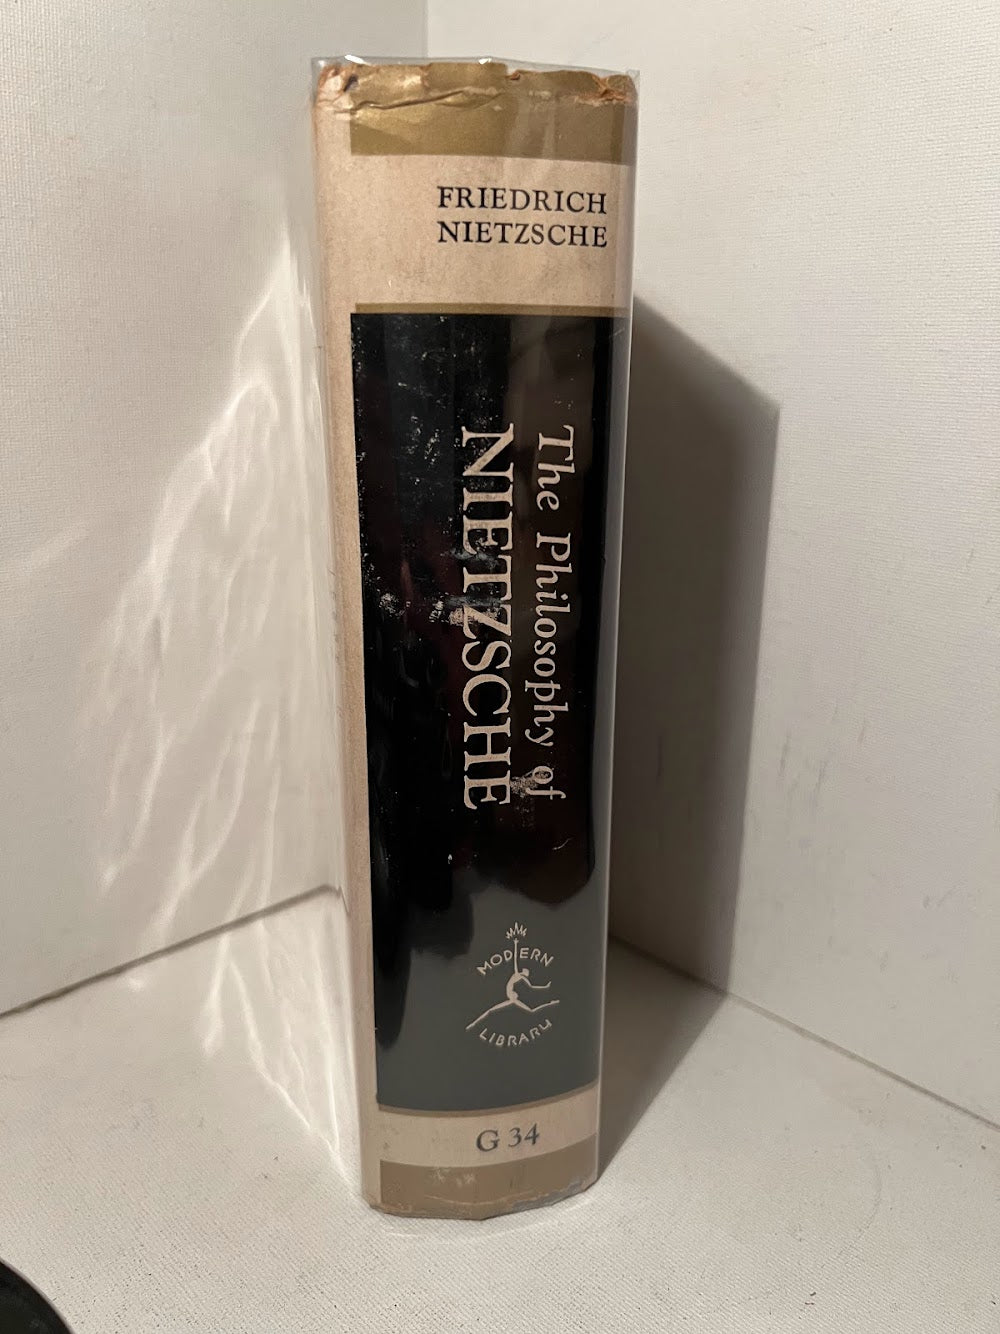 FRIEDRICH
NIETZSCHE
The Philosophy of
NIETZSCHE
MODERN
LIBRARY
G 34